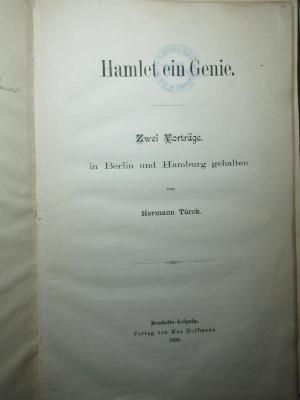 Hamlet ein Genie.
Zwei Vorträge,
in Berlin und Hamburg gehalten
von
Hermann Türck.
Reudnitz-Leipzig.
Verlag von Max Hoffmann.